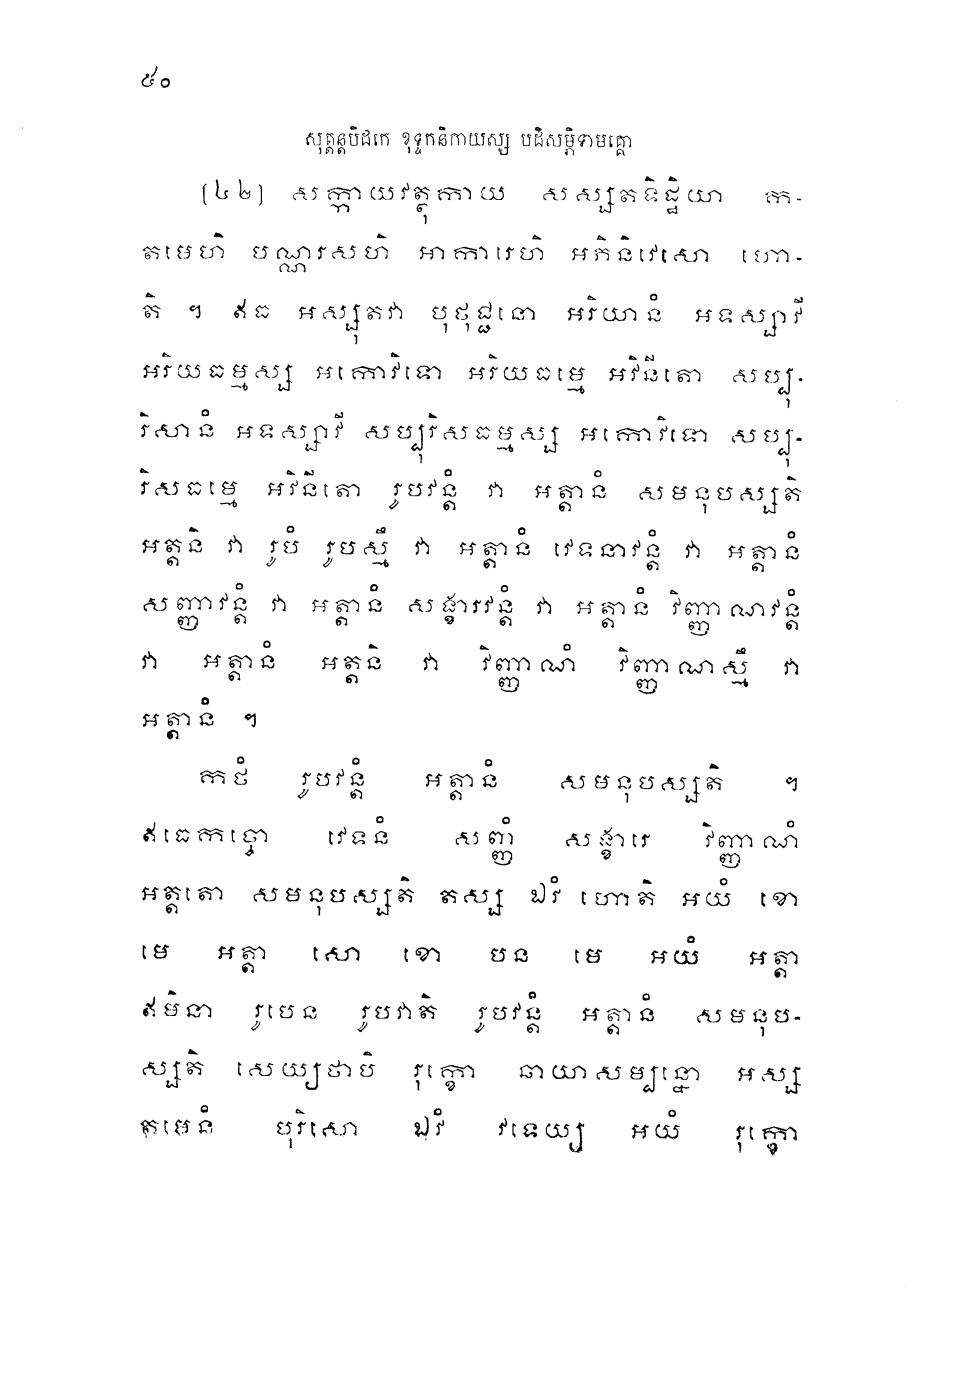 ៥០
សុត្តន្តបិដកេ ខុទ្ទកនិកាយស្ស បដិសម្ភិទាមគ្គោ
(៤២) សក្កាយវត្ថុកាយ សស្សតទិដ្ឋិយា ក-
តមេហិ បណ្ណរសហិ អាការេហិ អភិនិវេសោ ហោ-
តិ ។ ឥធ អស្សុតវា បុថុជ្ជនោ អរិយានំ អទស្សាវី
អរិយធម្មស្ស អកោវិទោ អរិយធម្មេ អវិនីតោ សប្បុ-
រិសានំ អទស្សាវី សប្បុរិសធម្មស្ស អកោវិទោ សប្បុ-
រិសធម្មេ អវិនីតោ រូបវន្តំ វា អត្តានំ សមនុបស្សតិ
អត្តនិ វា រូបំ រូបស្មឹ វា អត្តានំ វេទនាវន្តំ វា អត្តានំ
សញ្ញាវន្តំ វា អត្តានំ សង្ខារវន្តំ វា អត្តានំ វិញ្ញាណវន្តំ
វា អត្តានំ អត្តនិ វា វិញ្ញាណំ វិញ្ញាណស្មឹ វា
អត្តានំ ។
កថំ រូបវន្តំ អត្តានំ សមនុបស្សតិ ។
ឥធេកច្ចោ វេទនំ សញ្ញំ សង្ខារេ វិញ្ញាណំ
អត្តតោ សមនុបស្សតិ តស្ស ឯវំ ហោតិ អយំ ខោ
មេ អត្តា សោ ខោ បន មេ អយំ អត្តា
ឥមិនា រូបេន រូបវាតិ រូបវន្តំ អត្តានំ សមនុប-
ស្សតិ សេយ្យថាបិ រុក្ខោ ឆាយាសម្បន្នោ អស្ស
តមេនំ បុរិសោ ឯវំ វទេយ្យ អយំ រុក្ខោ